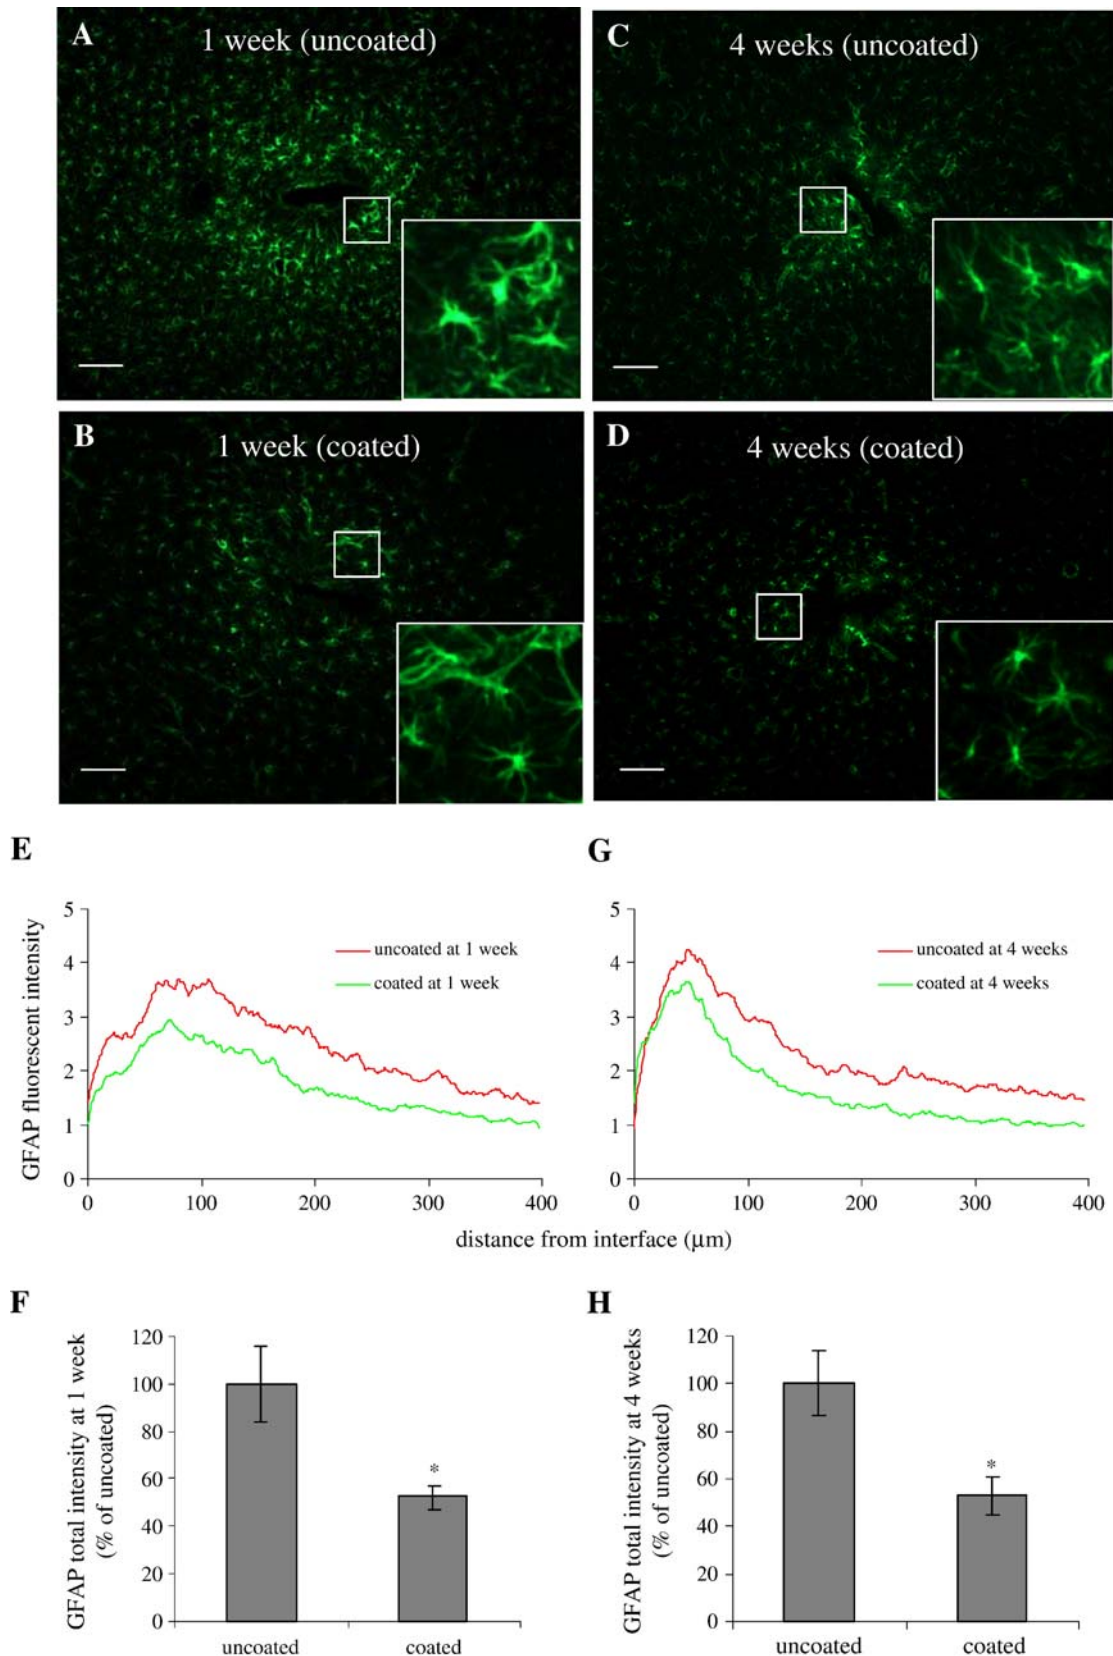 A
1 week (uncoated)
C
4 weeks (uncoated)
B
1 week (coated)
D
4 weeks (coated)
E
GFAP fluorescent intensity
5
4
3
2
1
0
uncoated at 1 week
coated at 1 week
0
100
200
300
400
G
5
4
3
2
1
0
uncoated at 4 weeks
coated at 4 weeks
0
100
200
300
400
distance from interface (μm)
F
GFAP total intensity at 1 week
(% of uncoated)
120
100
80
60
40
20
0
*
uncoated
coated
H
GFAP total intensity at 4 weeks
(% of uncoated)
120
100
80
60
40
20
0
*
uncoated
coated